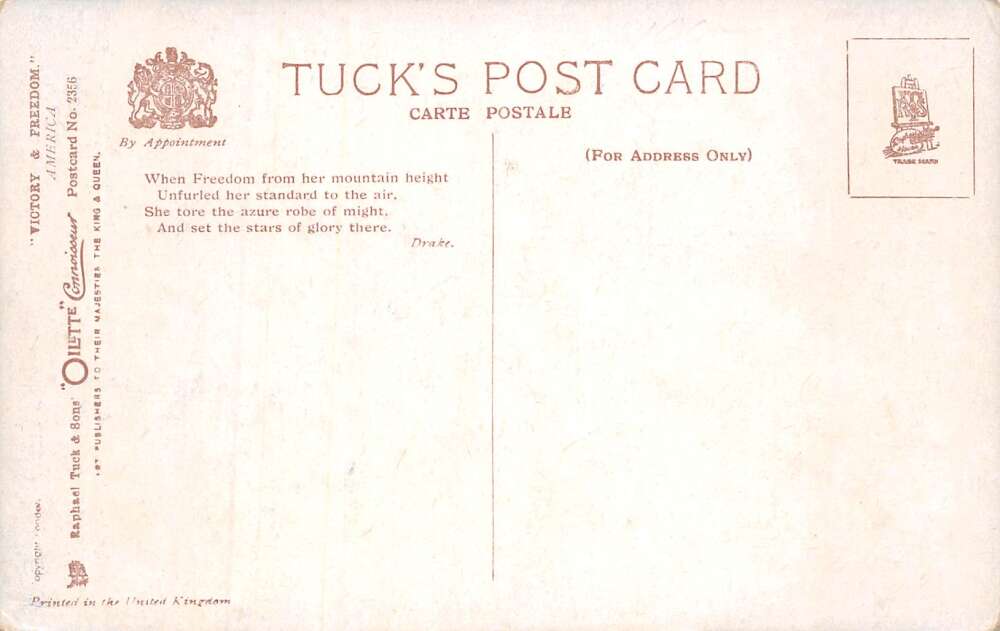 TUCK'S POST CARD
CARTE POSTALE
By Appointment
(FOR ADDRESS ONLY)
When Freedom from her mountain height
Unfurled her standard to the air,
She tore the azure robe of might,
And set the stars of glory there.
Drake.
TRADE MARK
"VICTORY & FREEDOM."
AMERICA
Raphael Tuck & Sons' "OILETTE" Connoisseur Postcard No. 2356
ART PUBLISHERS TO THEIR MAJESTIES THE KING & QUEEN.
Printed in the United Kingdom